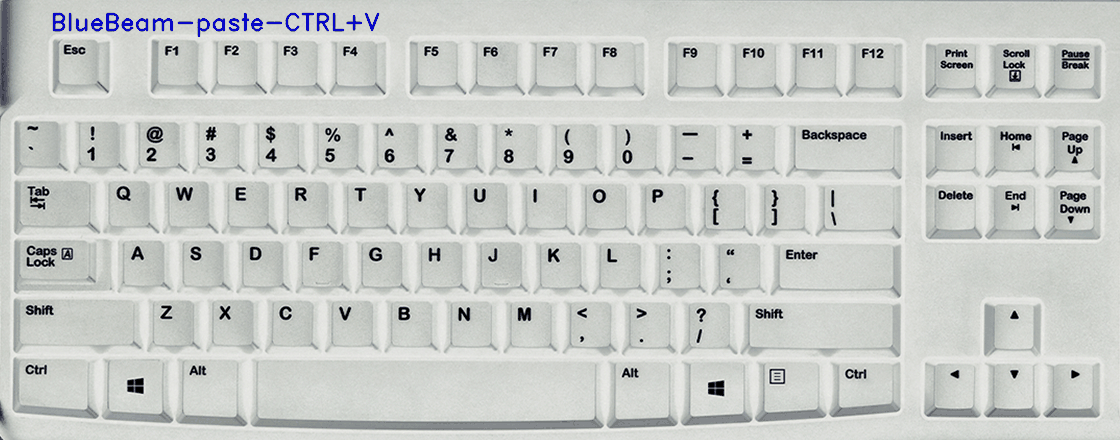 BlueBeam-paste-CTRL+V
Esc F1 F2 F3 F4 F5 F6 F7 F8 F9 F10 F11 F12 Print Screen Scroll Lock Pause Break
~ ! @ # $ % ^ & * ( ) — + Backspace Insert Home Page Up
` 1 2 3 4 5 6 7 8 9 0 - =
Tab Q W E R T Y U I O P { } | Delete End Page Down
[ ] \
Caps Lock A S D F G H J K L : “ Enter
; ‘
Shift Z X C V B N M < > ? Shift
, . /
Ctrl Alt Alt Ctrl